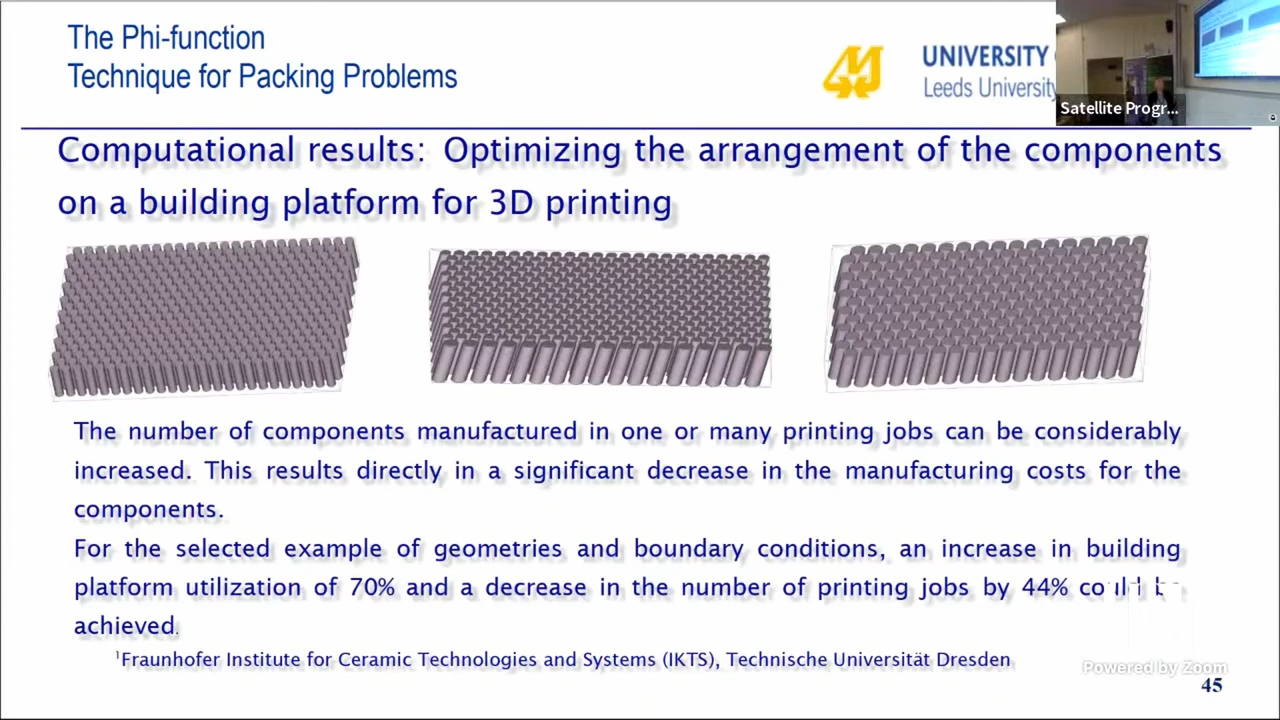 The Phi-function
Technique for Packing Problems
UNIVERSITY
Leeds University
Satellite Progr...
Computational results: Optimizing the arrangement of the components
on a building platform for 3D printing
The number of components manufactured in one or many printing jobs can be considerably
increased. This results directly in a significant decrease in the manufacturing costs for the
components.
For the selected example of geometries and boundary conditions, an increase in building
platform utilization of 70% and a decrease in the number of printing jobs by 44% could be
achieved.
¹Fraunhofer Institute for Ceramic Technologies and Systems (IKTS), Technische Universität Dresden
Powered by Zoom
45